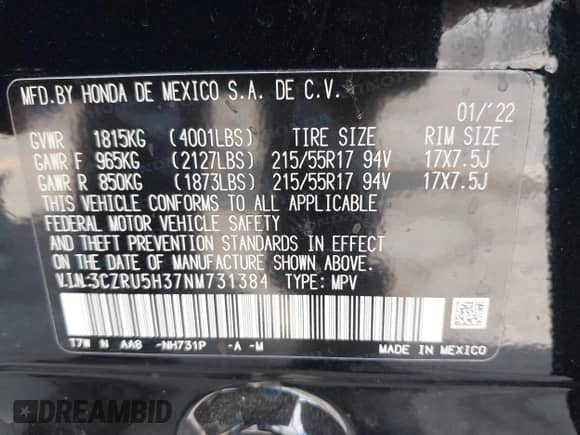 MFD.BY HONDA DE MEXICO S.A. DE C.V.
01/'22
GVWR 1815KG (4001LBS) TIRE SIZE RIM SIZE
GAWR F 965KG (2127LBS) 215/55R17 94V 17X7.5J
GAWR R 850KG (1873LBS) 215/55R17 94V 17X7.5J
THIS VEHICLE CONFORMS TO ALL APPLICABLE
FEDERAL MOTOR VEHICLE SAFETY
AND THEFT PREVENTION STANDARDS IN EFFECT
ON THE DATE OF MANUFACTURE SHOWN ABOVE.
V.I.N:3CZRU5H37NM731384 TYPE: MPV
T7W N AA8 -NH731P -A -M
MADE IN MEXICO
DREAMBID